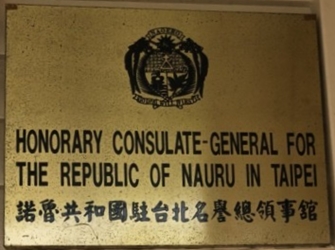 HONORARY CONSULATE-GENERAL FOR
THE REPUBLIC OF NAURU IN TAIPEI
諾魯共和國駐台北名譽總領事舘